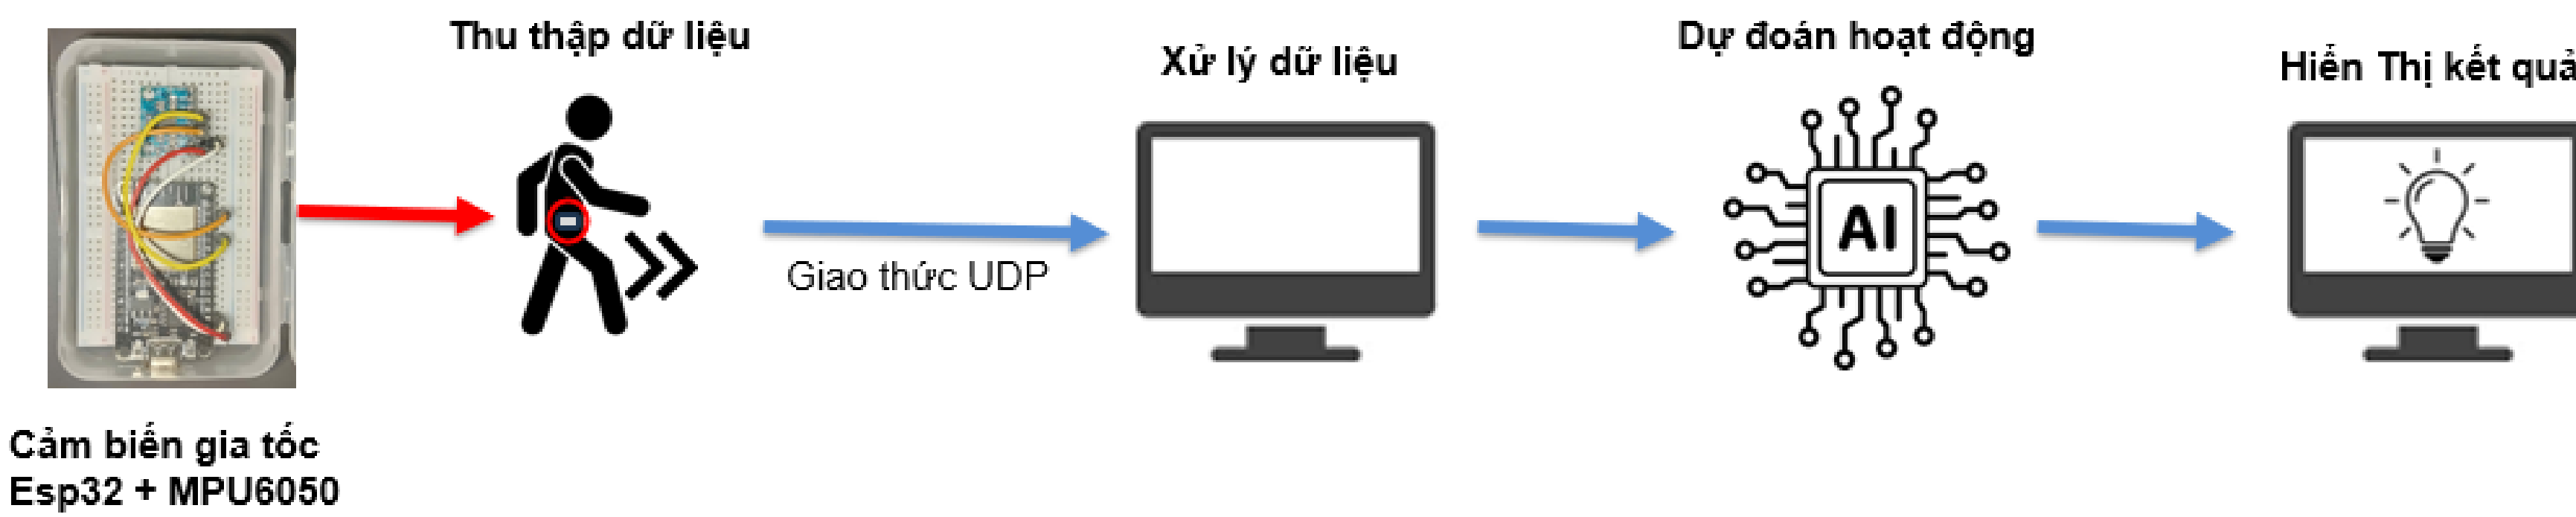 Thu thập dữ liệu
Xử lý dữ liệu
Dự đoán hoạt động
Hiển Thị kết quả
Giao thức UDP
AI
Cảm biến gia tốc
Esp32 + MPU6050